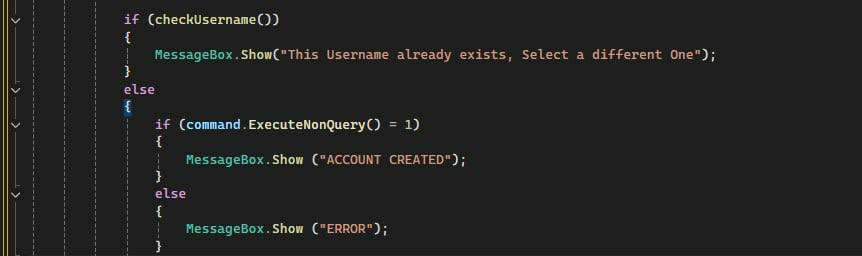 if (checkUsername())
{
MessageBox.Show("This Username already exists, Select a different One");
}
else
{
if (command.ExecuteNonQuery() = 1)
{
MessageBox.Show ("ACCOUNT CREATED");
}
else
{
MessageBox.Show ("ERROR");
}